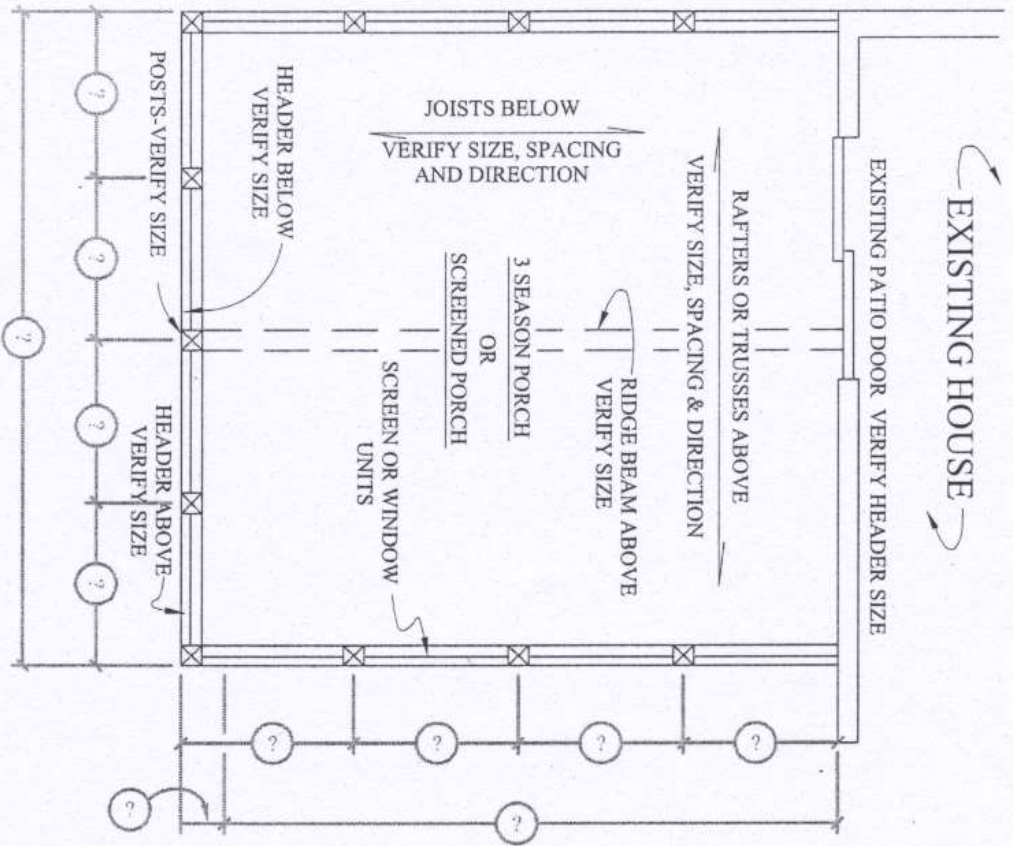 EXISTING HOUSE
EXISTING PATIO DOOR VERIFY HEADER SIZE
RAFTERS OR TRUSSES ABOVE
VERIFY SIZE, SPACING & DIRECTION
RIDGE BEAM ABOVE
VERIFY SIZE
JOISTS BELOW
VERIFY SIZE, SPACING
AND DIRECTION
3 SEASON PORCH
OR
SCREENED PORCH
SCREEN OR WINDOW
UNITS
HEADER BELOW
VERIFY SIZE
POSTS-VERIFY SIZE
HEADER ABOVE
VERIFY SIZE
?
?
?
?
?
?
?
?
?
?
?